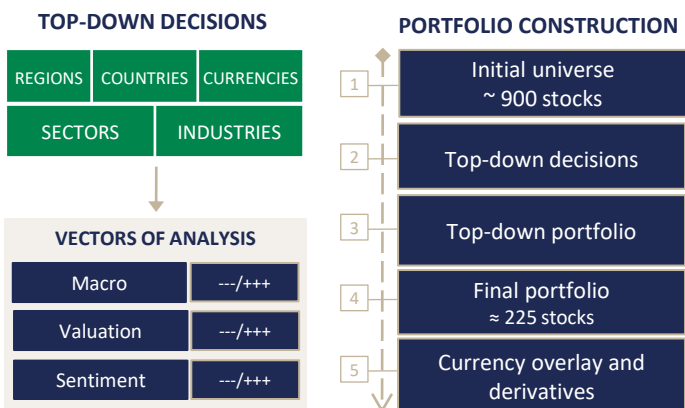 TOP-DOWN DECISIONS
REGIONS
COUNTRIES
CURRENCIES
SECTORS
INDUSTRIES
VECTORS OF ANALYSIS
Macro
---/+++
Valuation
---/+++
Sentiment
---/+++
PORTFOLIO CONSTRUCTION
1
Initial universe
~ 900 stocks
2
Top-down decisions
3
Top-down portfolio
4
Final portfolio
≈ 225 stocks
5
Currency overlay and
derivatives